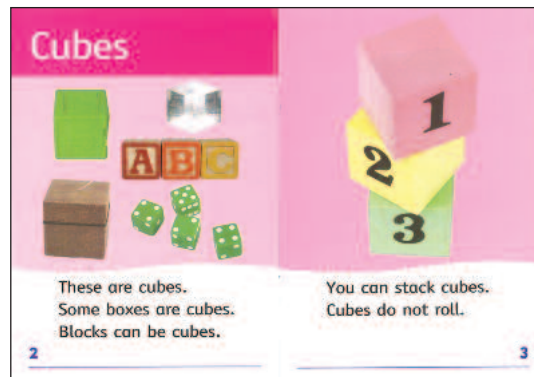 Cubes
A B C
These are cubes.
Some boxes are cubes.
Blocks can be cubes.
2
1
2
3
You can stack cubes.
Cubes do not roll.
3